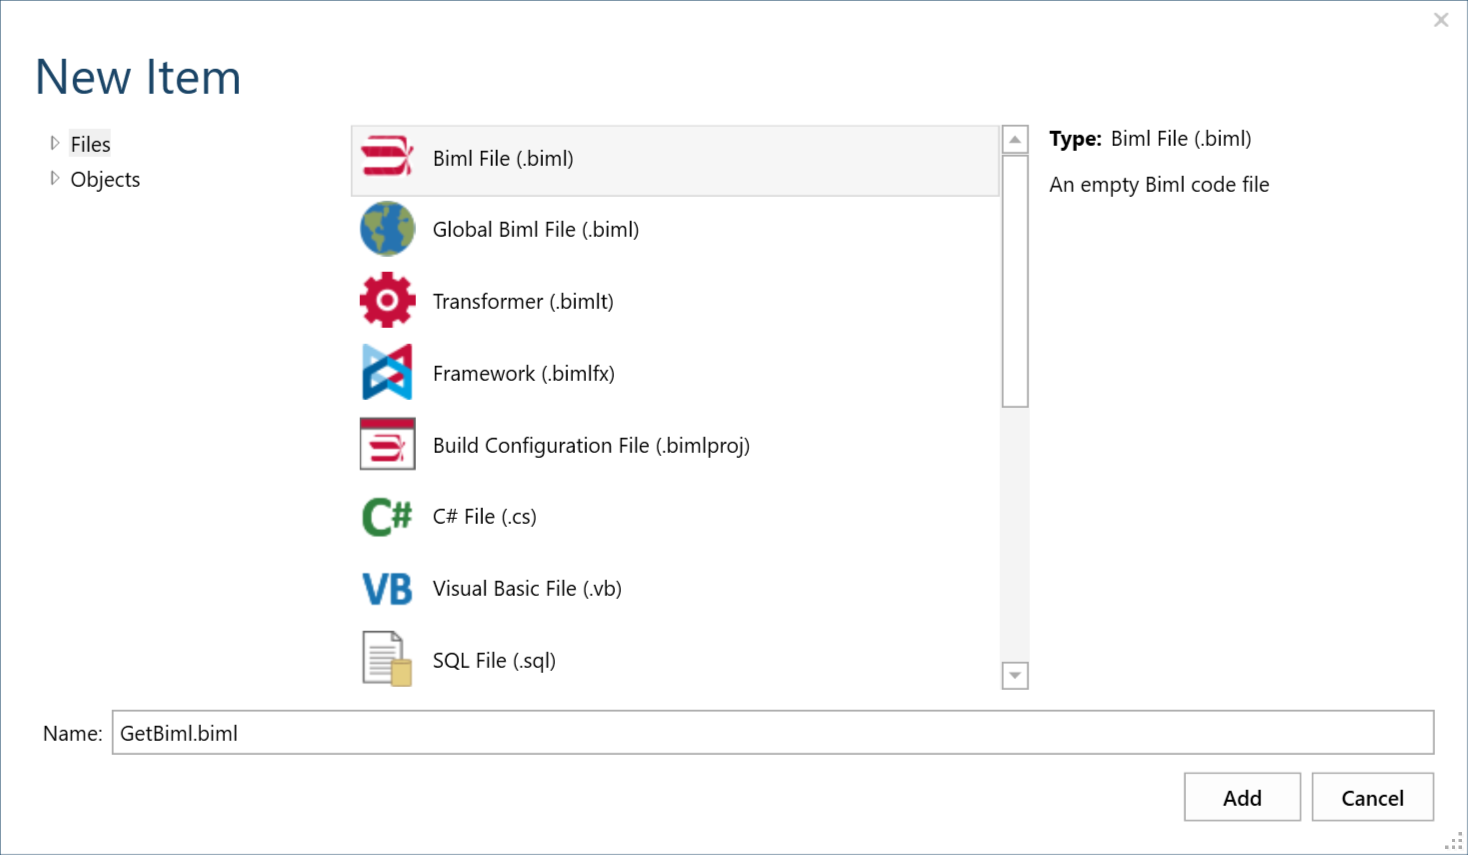 New Item
Files
Objects
Biml File (.biml)
Global Biml File (.biml)
Transformer (.bimlt)
Framework (.bimlfx)
Build Configuration File (.bimlproj)
C# C# File (.cs)
VB Visual Basic File (.vb)
SQL File (.sql)
Type: Biml File (.biml)
An empty Biml code file
Name: GetBiml.biml
Add Cancel